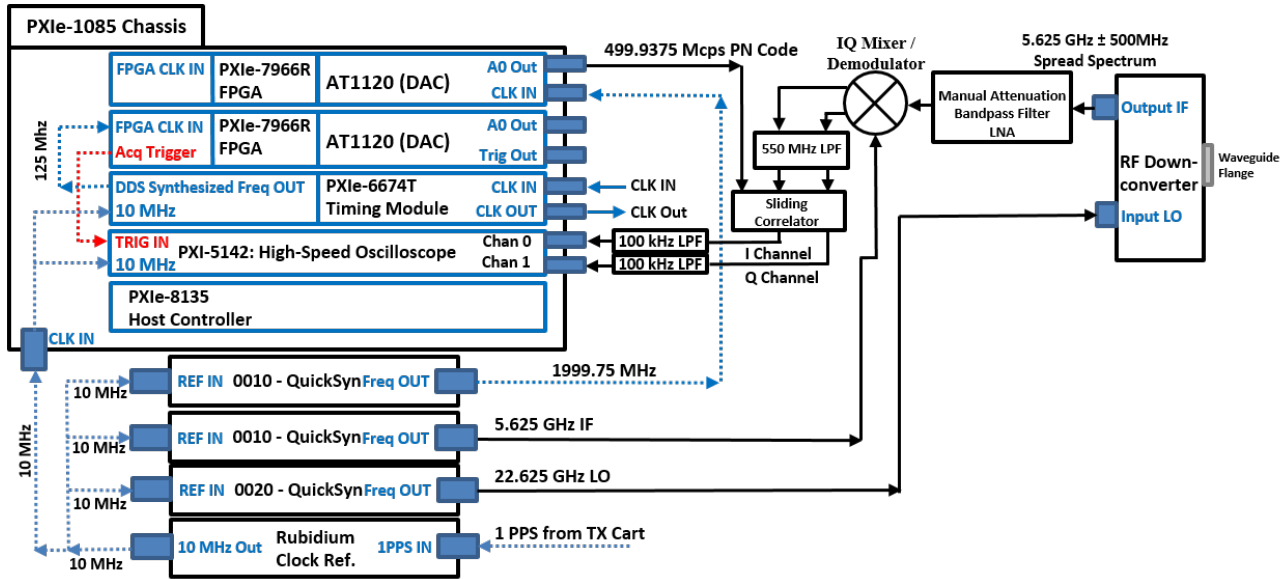 PXIe-1085 Chassis
FPGA CLK IN
PXIe-7966R
FPGA
AT1120 (DAC)
A0 Out
CLK IN
FPGA CLK IN
Acq Trigger
PXIe-7966R
FPGA
AT1120 (DAC)
A0 Out
Trig Out
125 Mhz
DDS Synthesized Freq OUT
10 MHz
PXIe-6674T
Timing Module
CLK IN
CLK OUT
CLK IN
CLK Out
TRIG IN
10 MHz
PXI-5142: High-Speed Oscilloscope
Chan 0
Chan 1
PXIe-8135
Host Controller
CLK IN
499.9375 Mcps PN Code
IQ Mixer /
Demodulator
550 MHz LPF
Sliding
Correlator
100 kHz LPF
100 kHz LPF
I Channel
Q Channel
Manual Attenuation
Bandpass Filter
LNA
5.625 GHz ± 500MHz
Spread Spectrum
Output IF
RF Down-
converter
Input LO
Waveguide
Flange
10 MHz
REF IN
0010 - QuickSyn
Freq OUT
1999.75 MHz
10 MHz
REF IN
0010 - QuickSyn
Freq OUT
5.625 GHz IF
10 MHz
10 MHz
REF IN
0020 - QuickSyn
Freq OUT
22.625 GHz LO
10 MHz
10 MHz Out
Rubidium
Clock Ref.
1PPS IN
1 PPS from TX Cart
10 MHz